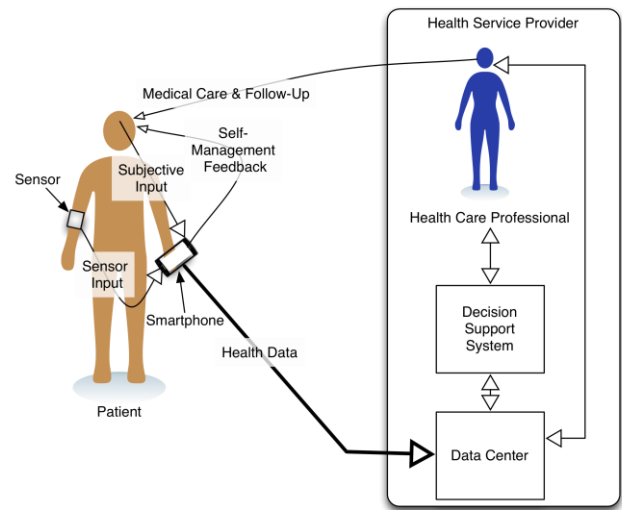 Health Service Provider
Medical Care & Follow-Up
Self-
Management
Feedback
Subjective
Input
Sensor
Sensor
Input
Smartphone
Health Data
Patient
Health Care Professional
Decision
Support
System
Data Center